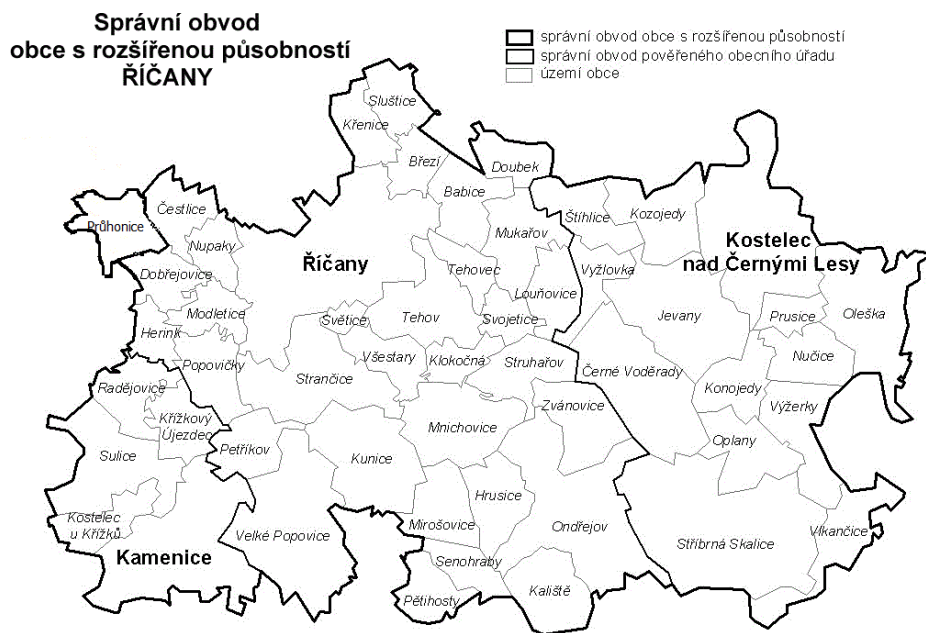 Správní obvod
obce s rozšířenou působností
ŘÍČANY
správní obvod obce s rozšířenou působností
správní obvod pověřeného obecního úřadu
území obce
Sluštice
Křenice
Březí
Doubek
Babice
Čestlice
Průhonice
Štíhlice
Kozojedy
Mukařov
Nupaky
Říčany
Kostelec
nad Černými Lesy
Dobřejovice
Tehovec
Vyžlovka
Louňovice
Modletice
Jevany
Prusice
Oleška
Herink
Světice
Tehov
Svojetice
Popovičky
Všestary
Klokočná
Struhařov
Nučice
Radějovice
Strančice
Černé Voděrady
Konojedy
Výžerky
Křížkový
Újezdec
Zvánovice
Mnichovice
Oplany
Petříkov
Sulice
Kunice
Hrusice
Kostelec
u Křížků
Mirošovice
Ondřejov
Velké Popovice
Vlkančice
Stříbrná Skalice
Kamenice
Senohraby
Kaliště
Pětihosty